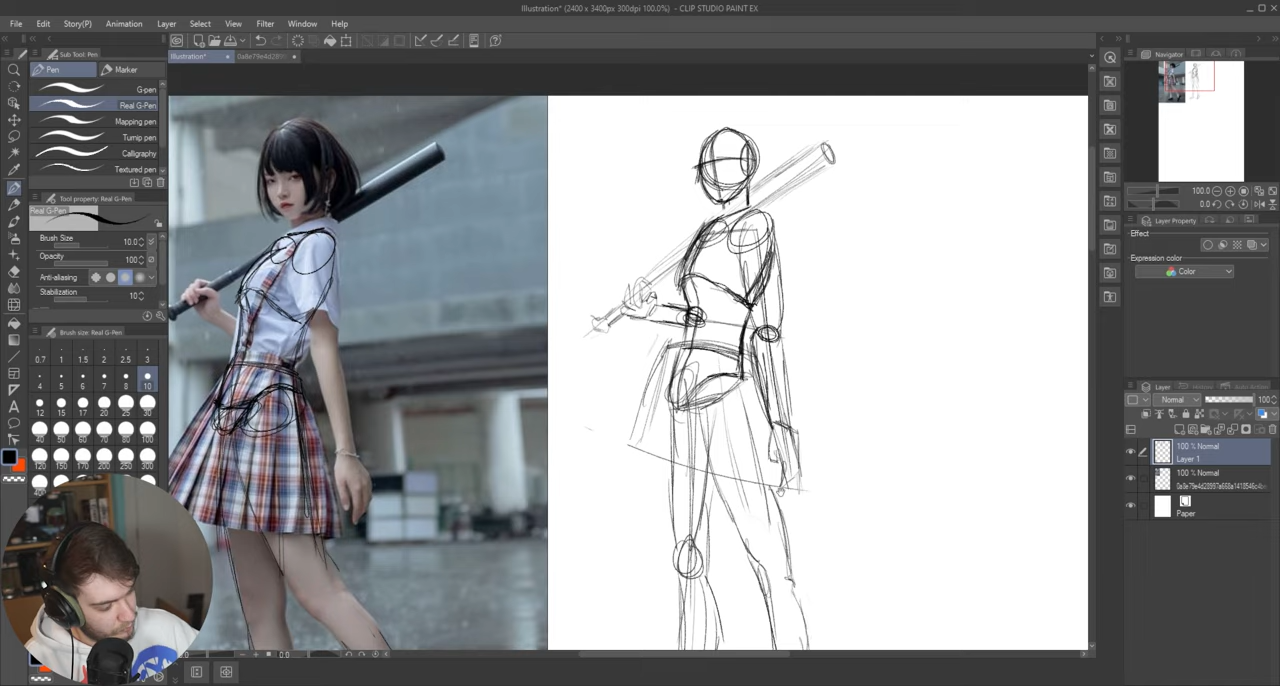 Illustration* (2400 x 3400px 300dpi 100.0%) - CLIP STUDIO PAINT EX
File Edit Story(P) Animation Layer Select View Filter Window Help
Sub Tool: Pen
Illustration*
Navigator
Pen Marker
G-pen
Real G-Pen
Mapping pen
Turnip pen
Calligraphy
Textured pen
Tool property: Real G-Pen
Real G-Pen
Brush Size 10.0
Opacity 100
Anti-aliasing
Stabilization 10
Brush size: Real G-Pen
0.7 1 1.5 2 2.5 3
4 5 6 7 8 10
12 15 17 20 25 30
40 50 60 70 80 100
120 150 170 200 250 300
100.0
0.0
Layer Property
Effect
Expression color
Color
Layer
Normal 100
100 % Normal
Layer 1
100 % Normal
Paper